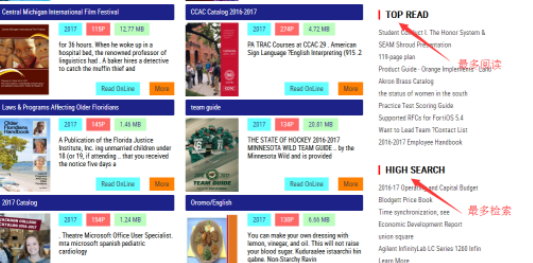 Central Michigan International Film Festival
2017 115P 12.77 MB
for 36 hours. When he woke up in a
hospital bed, the renowned professor of
linguistics had . A baker hires a detective
to catch the muffin thief and
Read OnLine More
Laws & Programs Affecting Older Floridians
Older Floridians
Handbook
2017 145P 1.46 MB
A Publication of the Florida Justice
Institute, Inc. ing unmarried children under
18 (or 19, if attending .. that you received
the notice five days a
Read OnLine More
2017 Catalog
2017 154P 1.24 MB
. Theatre Microsoft Office User Specialist.
mra microsoft spanish pediatric
cardiology
CCAC Catalog 2016-2017
2017 274P 4.72 MB
PA TRAC Courses at CCAC 29 . American
Sign Language ?English Interpreting (915 .2
CCAC
Read OnLine More
team guide
TEAM GUIDE
2017 134P 28.81 MB
THE STATE OF HOCKEY 2016-2017
MINNESOTA WILD TEAM GUIDE .. by the
Minnesota Wild and is provided
Read OnLine More
Oromo/English
2017 138P 6.66 MB
You can make your own dressing with
lemon, vinegar, and oil. This will not raise
your blood sugar. Kudurzalee istaarchii hin
qabne. Non-Starchy Ravin
TOP READ
Student Conduct I. The Honor System &
SEAM Shroud Presentation
最多阅读
119-page plan
Product Guide - Orange Implements
Akron Brass Catalog
the status of women in the south
Practice Test Scoring Guide
Supported RFCs for FortiOS 5.4
Want to Lead Team ?Contact List
2016-2017 Employee Handbook
HIGH SEARCH
2016-17 Operating and Capital Budget
Blodgett Price Book
Time synchronization, see
最多检索
Economic Development Report
union square
Agilent InfinityLab LC Series 1260 Infin
Learn More